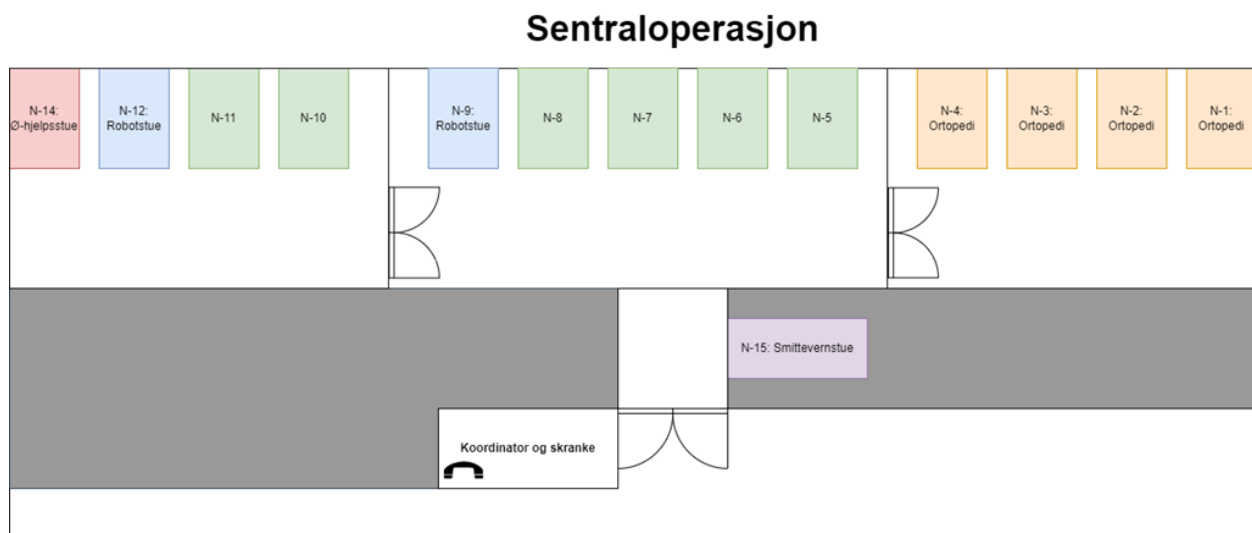 Sentraloperasjon
N-14:
Ø-hjelpsstue
N-12:
Robotstue
N-11
N-10
N-9:
Robotstue
N-8
N-7
N-6
N-5
N-4:
Ortopedi
N-3:
Ortopedi
N-2:
Ortopedi
N-1:
Ortopedi
N-15: Smittevernstue
Koordinator og skranke